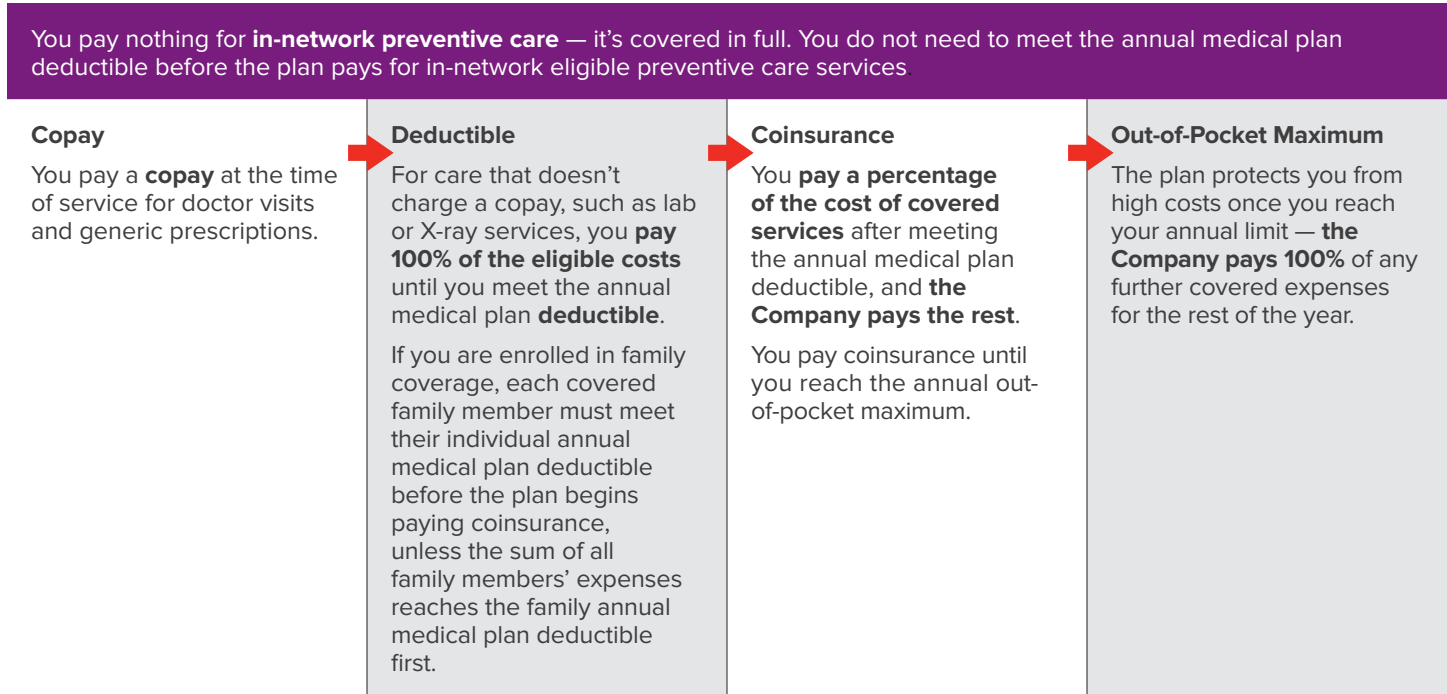 You pay nothing for in-network preventive care — it’s covered in full. You do not need to meet the annual medical plan
deductible before the plan pays for in-network eligible preventive care services.
Copay
You pay a copay at the time
of service for doctor visits
and generic prescriptions.
Deductible
For care that doesn’t
charge a copay, such as lab
or X-ray services, you pay
100% of the eligible costs
until you meet the annual
medical plan deductible.
If you are enrolled in family
coverage, each covered
family member must meet
their individual annual
medical plan deductible
before the plan begins
paying coinsurance,
unless the sum of all
family members’ expenses
reaches the family annual
medical plan deductible
first.
Coinsurance
You pay a percentage
of the cost of covered
services after meeting
the annual medical plan
deductible, and the
Company pays the rest.
You pay coinsurance until
you reach the annual out-
of-pocket maximum.
Out-of-Pocket Maximum
The plan protects you from
high costs once you reach
your annual limit — the
Company pays 100% of any
further covered expenses
for the rest of the year.